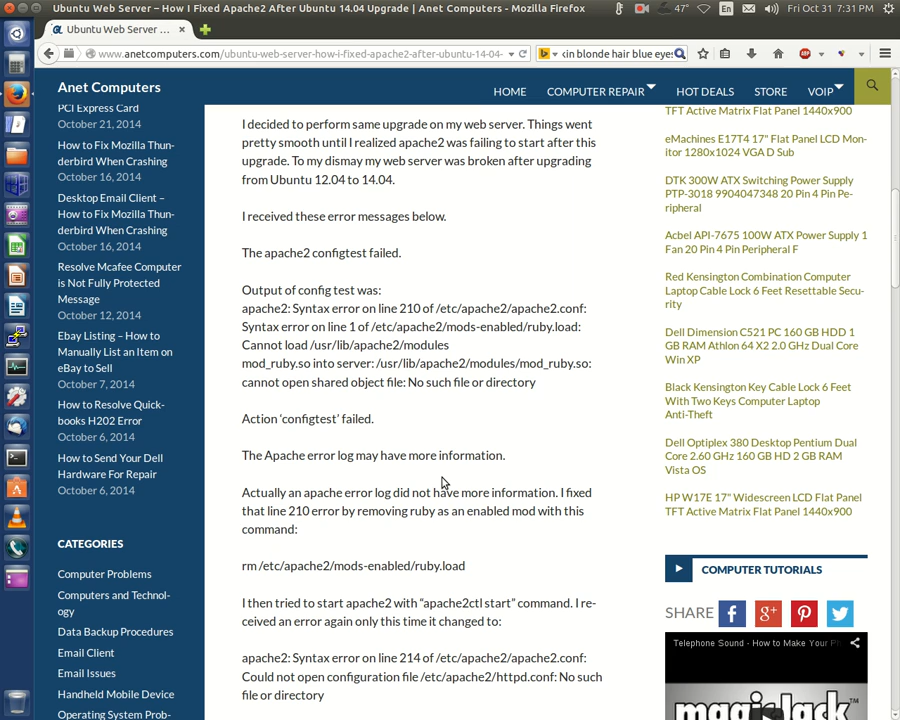 Ubuntu Web Server – How I Fixed Apache2 After Ubuntu 14.04 Upgrade | Anet Computers - Mozilla Firefox
47° En Fri Oct 31 7:31 PM
Ubuntu Web Server …
www.anetcomputers.com/ubuntu-web-server-how-i-fixed-apache2-after-ubuntu-14-04-
kin blonde hair blue eyes
Anet Computers
HOME COMPUTER REPAIR HOT DEALS STORE VOIP
PCI Express Card
October 21, 2014
How to Fix Mozilla Thun-
derbird When Crashing
October 16, 2014
Desktop Email Client –
How to Fix Mozilla Thun-
derbird When Crashing
October 16, 2014
Resolve Mcafee Computer
is Not Fully Protected
Message
October 12, 2014
Ebay Listing – How to
Manually List an Item on
eBay to Sell
October 7, 2014
How to Resolve Quick-
books H202 Error
October 6, 2014
How to Send Your Dell
Hardware For Repair
October 6, 2014
CATEGORIES
Computer Problems
Computers and Technol-
ogy
Data Backup Procedures
Email Client
Email Issues
Handheld Mobile Device
Operating System Prob-
I decided to perform same upgrade on my web server. Things went
pretty smooth until I realized apache2 was failing to start after this
upgrade. To my dismay my web server was broken after upgrading
from Ubuntu 12.04 to 14.04.
I received these error messages below.
The apache2 configtest failed.
Output of config test was:
apache2: Syntax error on line 210 of /etc/apache2/apache2.conf:
Syntax error on line 1 of /etc/apache2/mods-enabled/ruby.load:
Cannot load /usr/lib/apache2/modules
mod_ruby.so into server: /usr/lib/apache2/modules/mod_ruby.so:
cannot open shared object file: No such file or directory
Action ‘configtest’ failed.
The Apache error log may have more information.
Actually an apache error log did not have more information. I fixed
that line 210 error by removing ruby as an enabled mod with this
command:
rm /etc/apache2/mods-enabled/ruby.load
I then tried to start apache2 with “apache2ctl start” command. I re-
ceived an error again only this time it changed to:
apache2: Syntax error on line 214 of /etc/apache2/apache2.conf:
Could not open configuration file /etc/apache2/httpd.conf: No such
file or directory
TFT Active Matrix Flat Panel 1440x900
eMachines E17T4 17" Flat Panel LCD Mon-
itor 1280x1024 VGA D Sub
DTK 300W ATX Switching Power Supply
PTP-3018 9904047348 20 Pin 4 Pin Pe-
ripheral
Acbel API-7675 100W ATX Power Supply 1
Fan 20 Pin 4 Pin Peripheral F
Red Kensington Combination Computer
Laptop Cable Lock 6 Feet Resettable Secu-
rity
Dell Dimension C521 PC 160 GB HDD 1
GB RAM Athlon 64 X2 2.0 GHz Dual Core
Win XP
Black Kensington Key Cable Lock 6 Feet
With Two Keys Computer Laptop
Anti-Theft
Dell Optiplex 380 Desktop Pentium Dual
Core 2.60 GHz 160 GB HD 2 GB RAM
Vista OS
HP W17E 17" Widescreen LCD Flat Panel
TFT Active Matrix Flat Panel 1440x900
COMPUTER TUTORIALS
SHARE
Telephone Sound - How to Make Your Ph
magicJack™